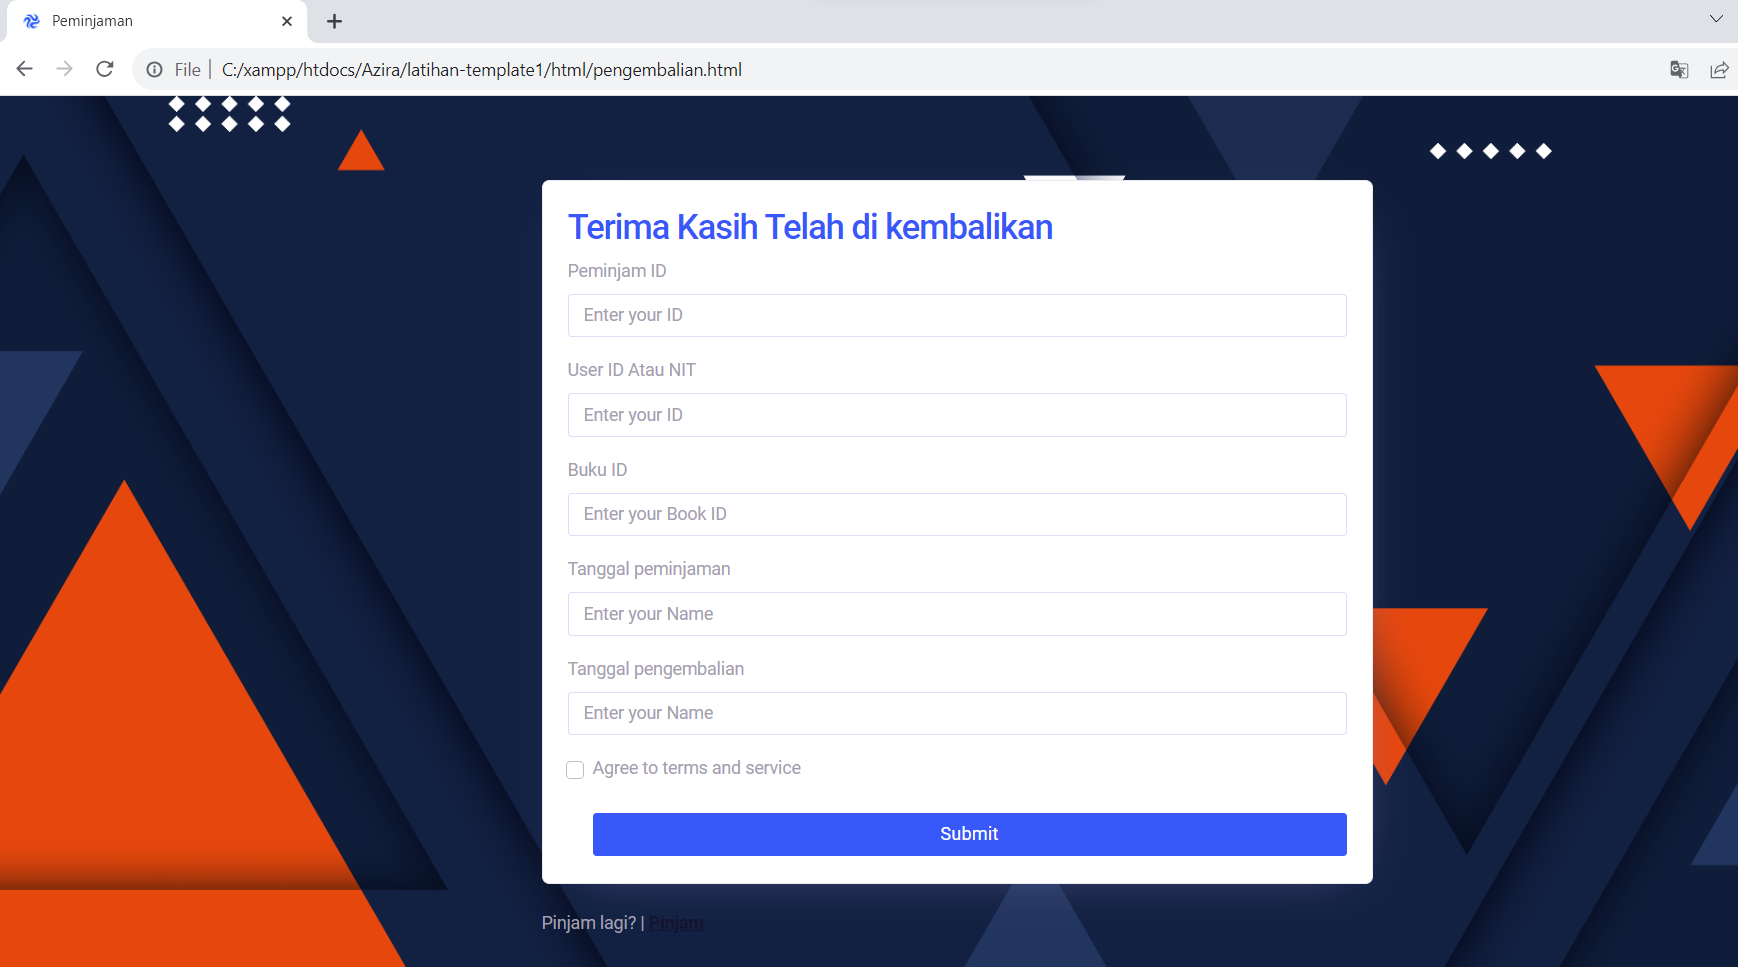 Peminjaman
File
C:/xampp/htdocs/Azira/latihan-template1/html/pengembalian.html
Terima Kasih Telah di kembalikan
Peminjam ID
Enter your ID
User ID Atau NIT
Enter your ID
Buku ID
Enter your Book ID
Tanggal peminjaman
Enter your Name
Tanggal pengembalian
Enter your Name
Agree to terms and service
Submit
Pinjam lagi? | Pinjam